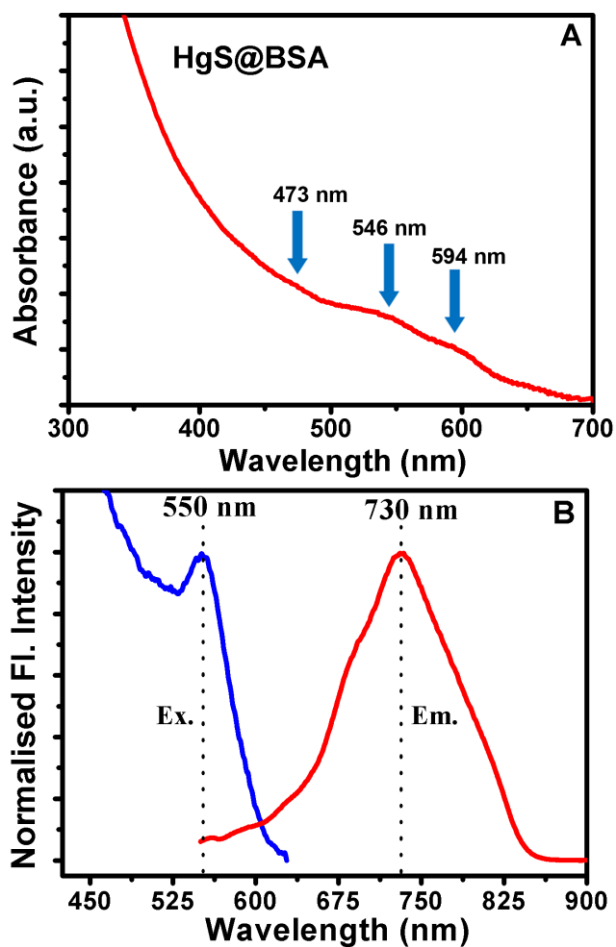 A
HgS@BSA
473 nm
546 nm
594 nm
Absorbance (a.u.)
300 400 500 600 700
Wavelength (nm)
550 nm 730 nm B
Normalised Fl. Intensity
Ex. Em.
450 525 600 675 750 825 900
Wavelength (nm)